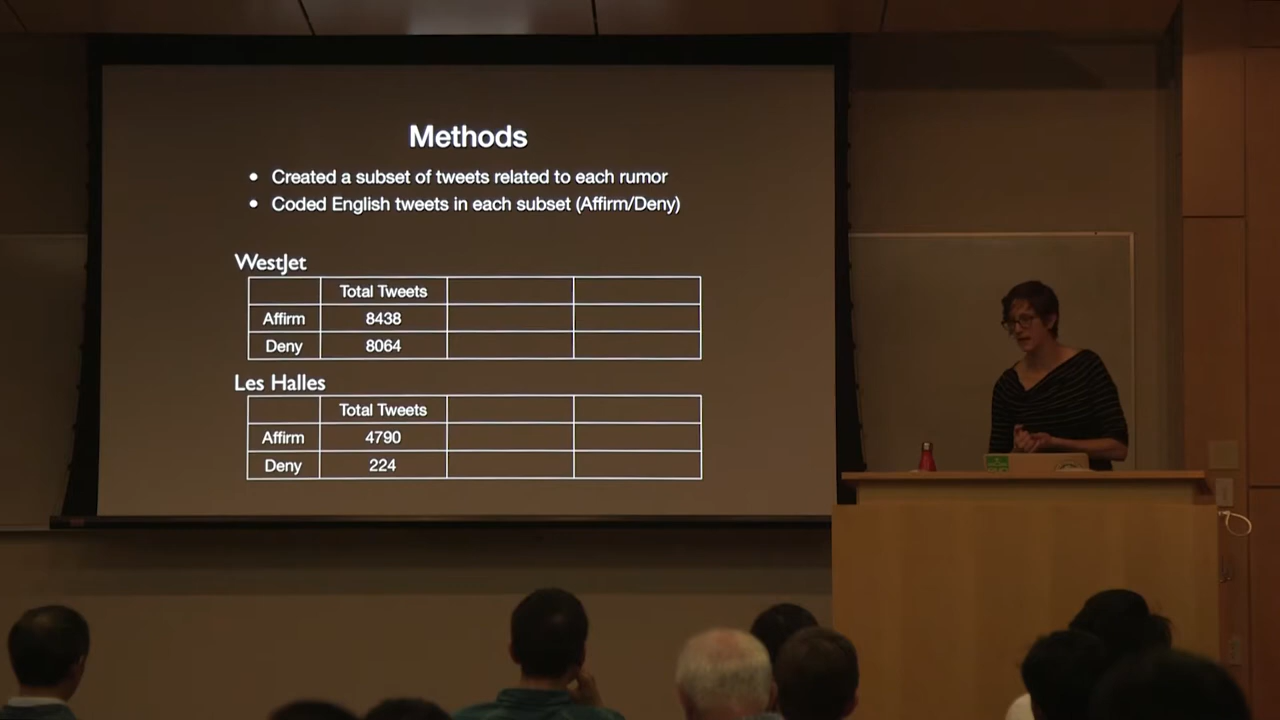 Methods
• Created a subset of tweets related to each rumor
• Coded English tweets in each subset (Affirm/Deny)
WestJet
Total Tweets
Affirm 8438
Deny 8064
Les Halles
Total Tweets
Affirm 4790
Deny 224